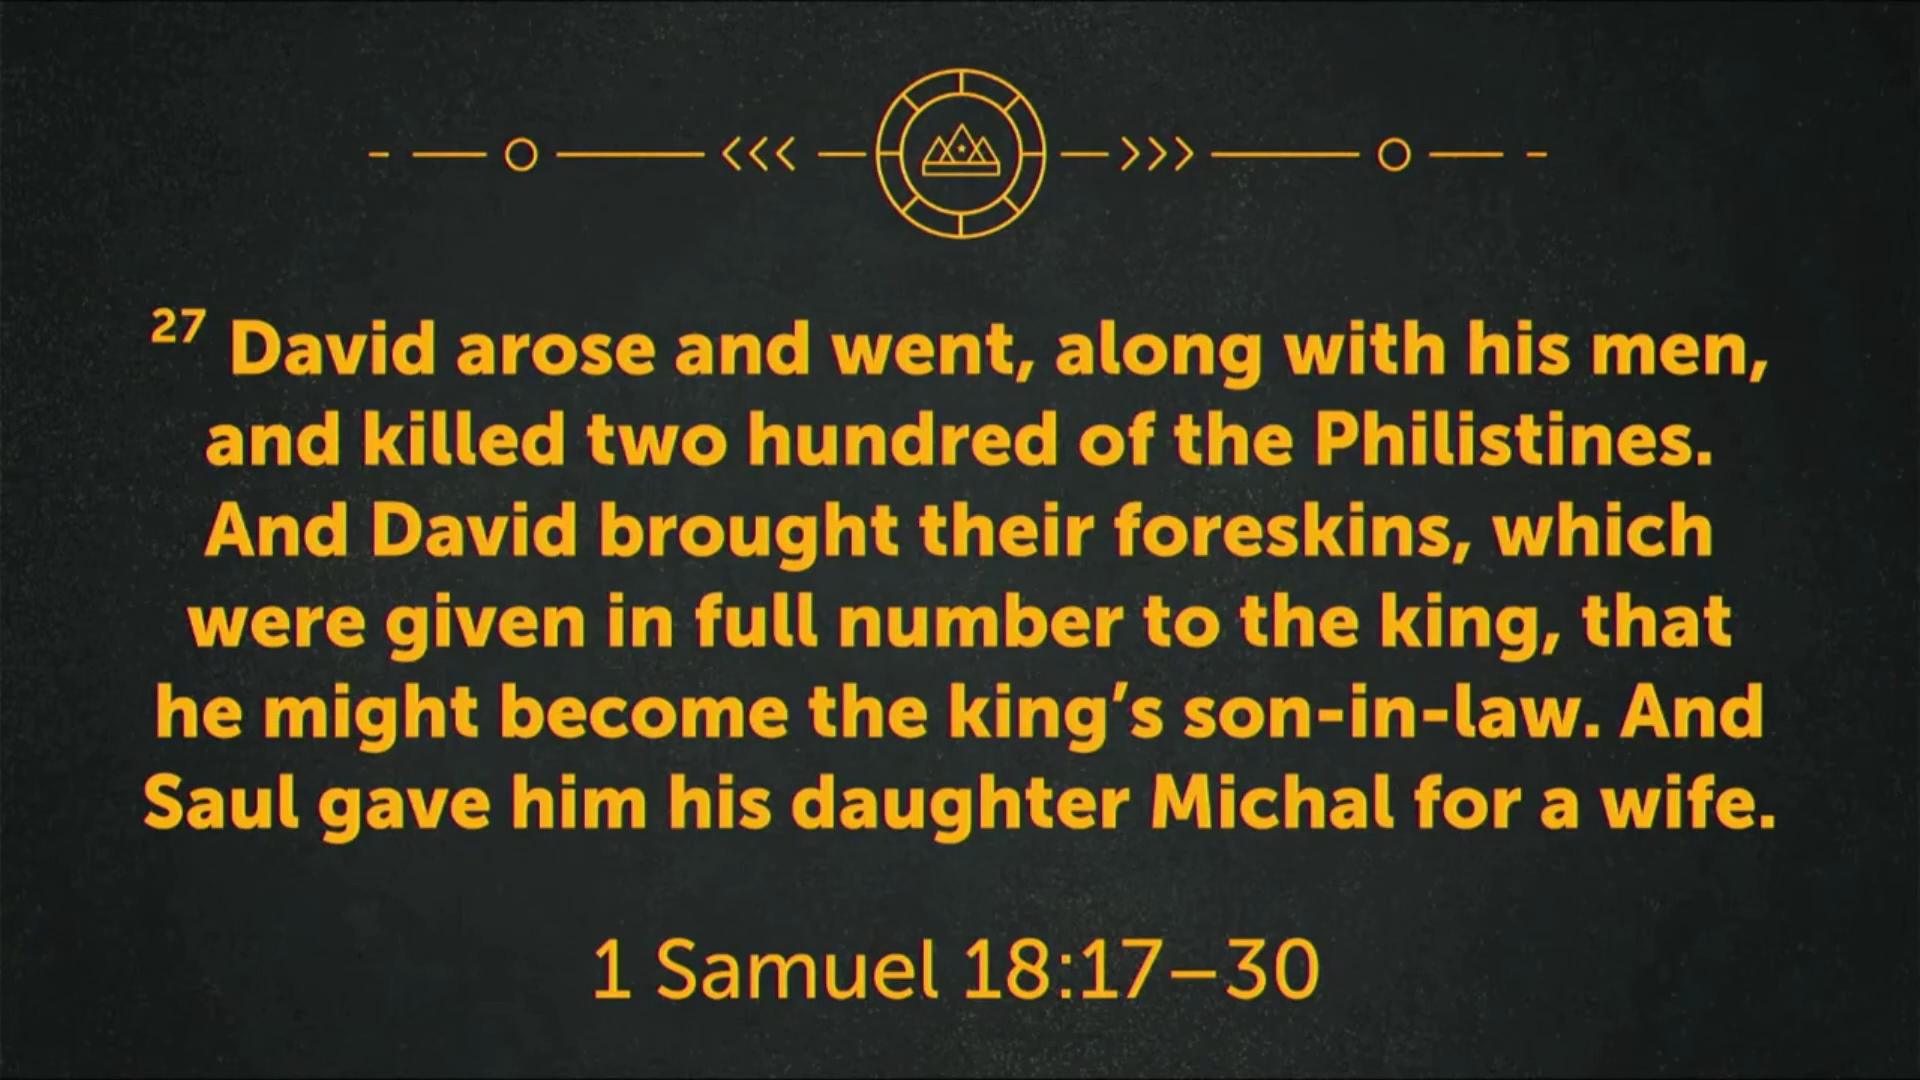 27 David arose and went, along with his men,
and killed two hundred of the Philistines.
And David brought their foreskins, which
were given in full number to the king, that
he might become the king’s son-in-law. And
Saul gave him his daughter Michal for a wife.
1 Samuel 18:17–30